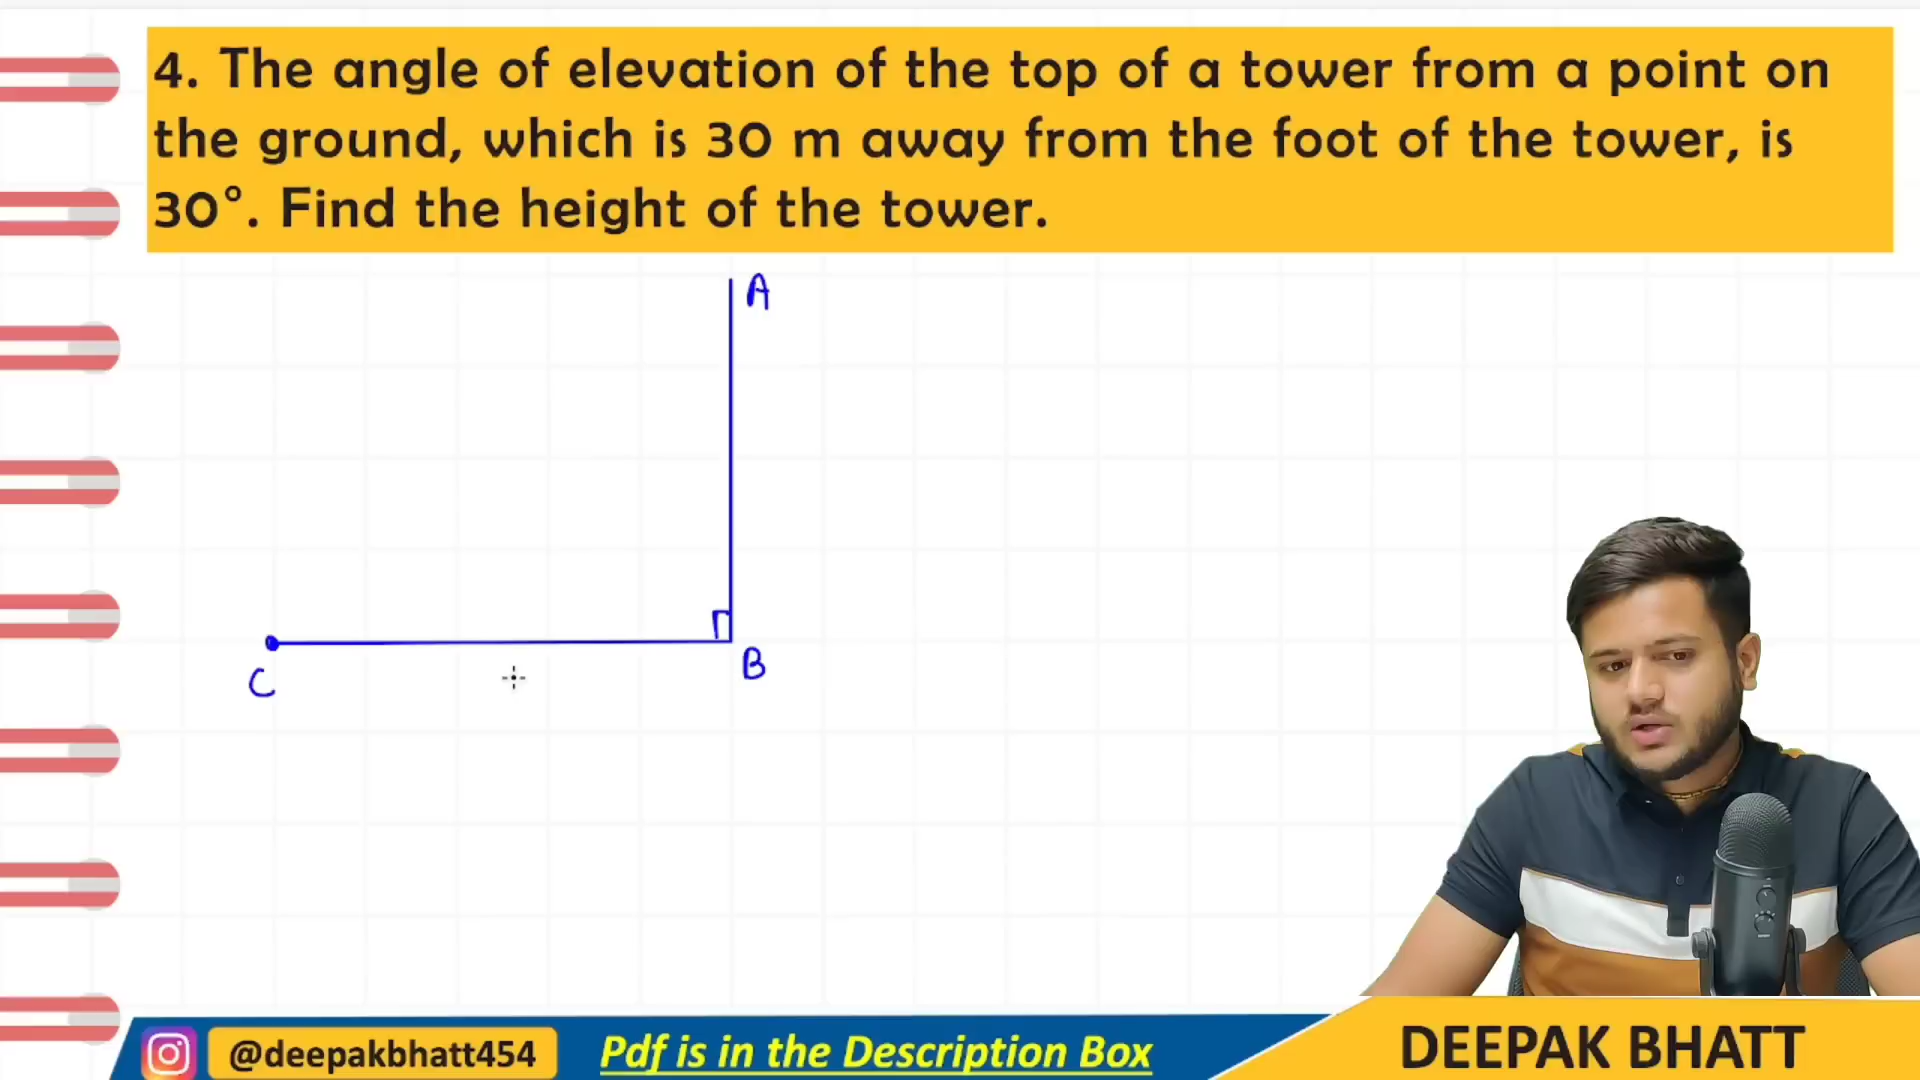 4. The angle of elevation of the top of a tower from a point on
the ground, which is 30 m away from the foot of the tower, is
30°. Find the height of the tower.
A
B
C
@deepakbhatt454
Pdf is in the Description Box
DEEPAK BHATT